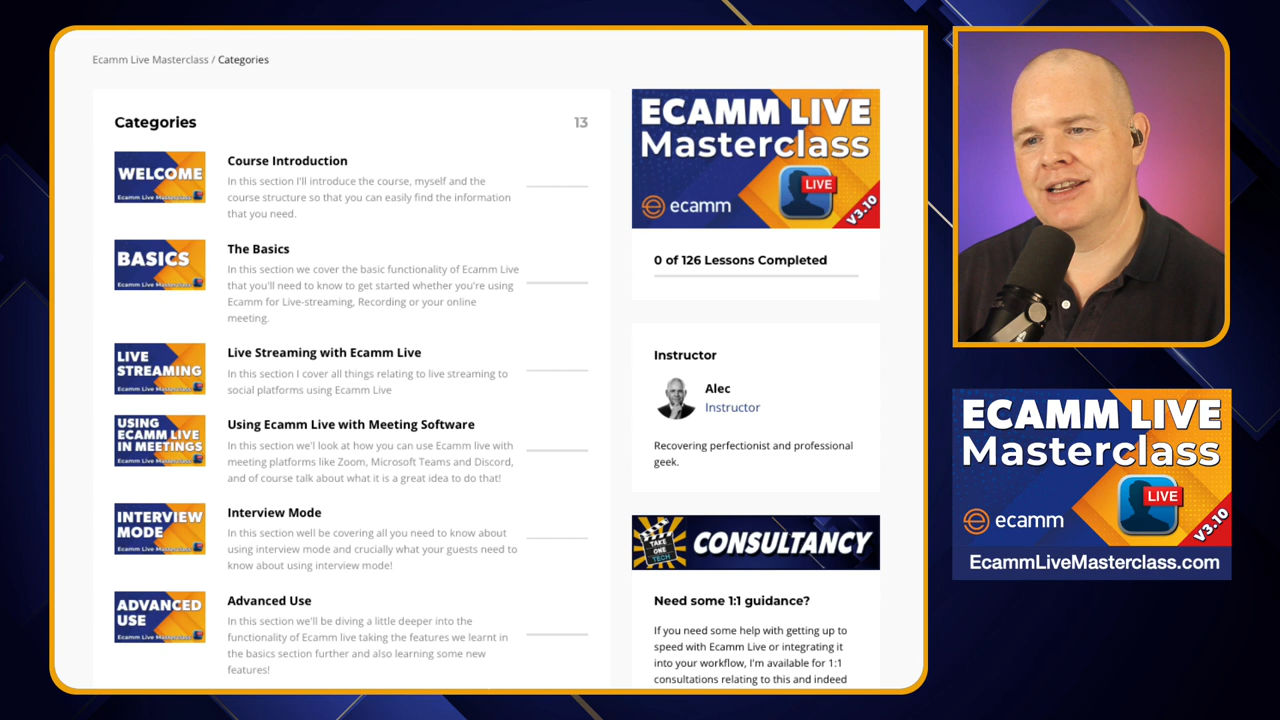 Ecamm Live Masterclass / Categories
Categories
13
WELCOME
Ecamm Live Masterclass
Course Introduction
In this section I'll introduce the course, myself and the
course structure so that you can easily find the information
that you need.
BASICS
Ecamm Live Masterclass
The Basics
In this section we cover the basic functionality of Ecamm Live
that you'll need to know to get started whether you're using
Ecamm for Live-streaming, Recording or your online
meeting.
LIVE
STREAMING
Ecamm Live Masterclass
Live Streaming with Ecamm Live
In this section I cover all things relating to live streaming to
social platforms using Ecamm Live
USING
ECAMM LIVE
IN MEETINGS
Ecamm Live Masterclass
Using Ecamm Live with Meeting Software
In this section we'l look at how you can use Ecamm live with
meeting platforms like Zoom, Microsoft Teams and Discord,
and of course talk about what it is a great idea to do that!
INTERVIEW
MODE
Ecamm Live Masterclass
Interview Mode
In this section well be covering all you need to know about
using interview mode and crucially what your guests need to
know about using interview mode!
ADVANCED
USE
Ecamm Live Masterclass
Advanced Use
In this section we'll be diving a little deeper into the
functionality of Ecamm live taking the features we learnt in
the basics section further and also learning some new
features!
ECAMM LIVE
Masterclass
LIVE
ecamm
V3.10
0 of 126 Lessons Completed
Instructor
Alec
Instructor
Recovering perfectionist and professional
geek.
TAKE
ONE
TECH
CONSULTANCY
Need some 1:1 guidance?
If you need some help with getting up to
speed with Ecamm Live or integrating it
into your workflow, I'm available for 1:1
consultations relating to this and indeed
ECAMM LIVE
Masterclass
LIVE
ecamm
V3.10
EcammLiveMasterclass.com